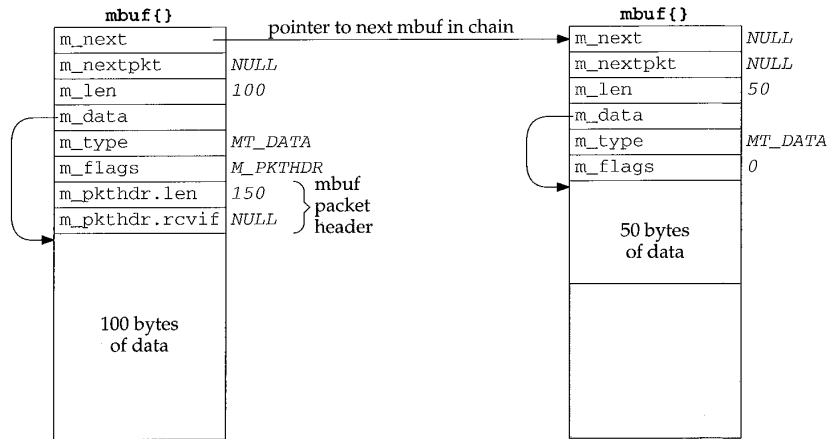 mbuf{}
m_next
m_nextpkt NULL
m_len 100
m_data
m_type MT_DATA
m_flags M_PKTHDR
m_pkthdr.len 150
m_pkthdr.rcvif NULL
mbuf
packet
header
100 bytes
of data
pointer to next mbuf in chain
mbuf{}
m_next NULL
m_nextpkt NULL
m_len 50
m_data
m_type MT_DATA
m_flags 0
50 bytes
of data